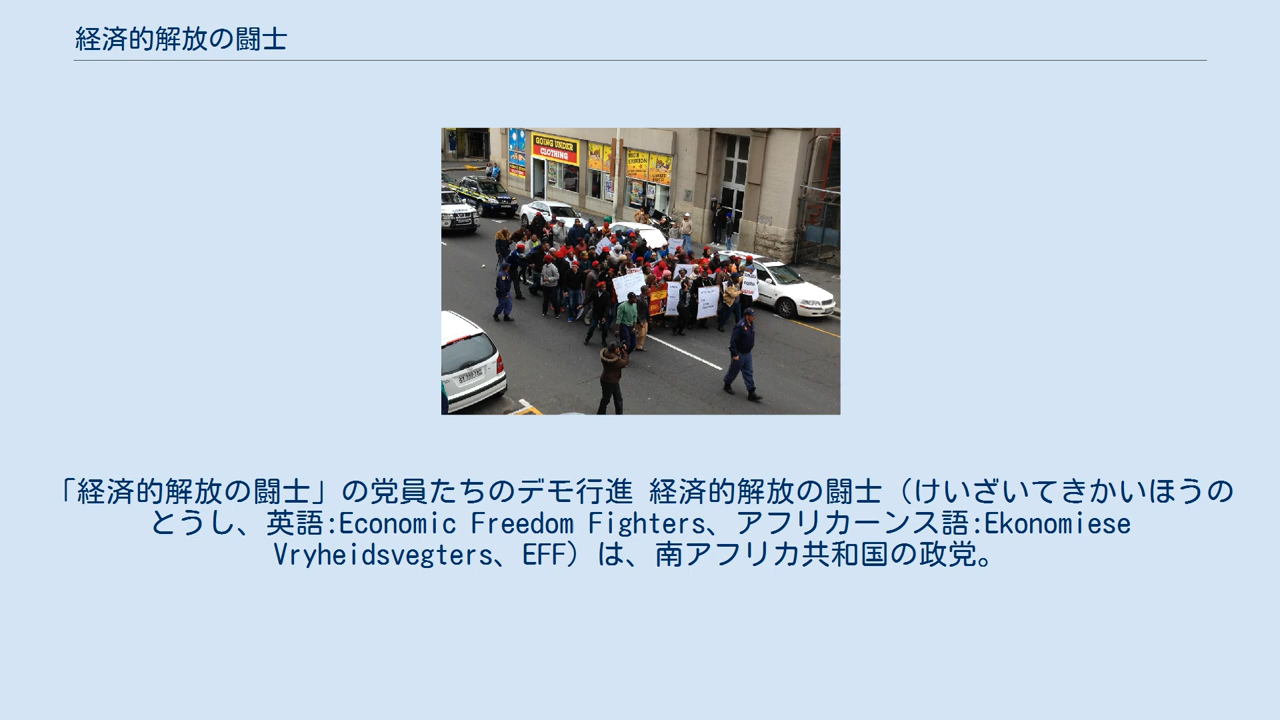 経済的解放の闘士
GOING UNDER
CLOTHING
「経済的解放の闘士」の党員たちのデモ行進 経済的解放の闘士（けいざいてきかいほうの
とうし、英語:Economic Freedom Fighters、アフリカーンス語:Ekonomiese
Vryheidsvegters、EFF）は、南アフリカ共和国の政党。